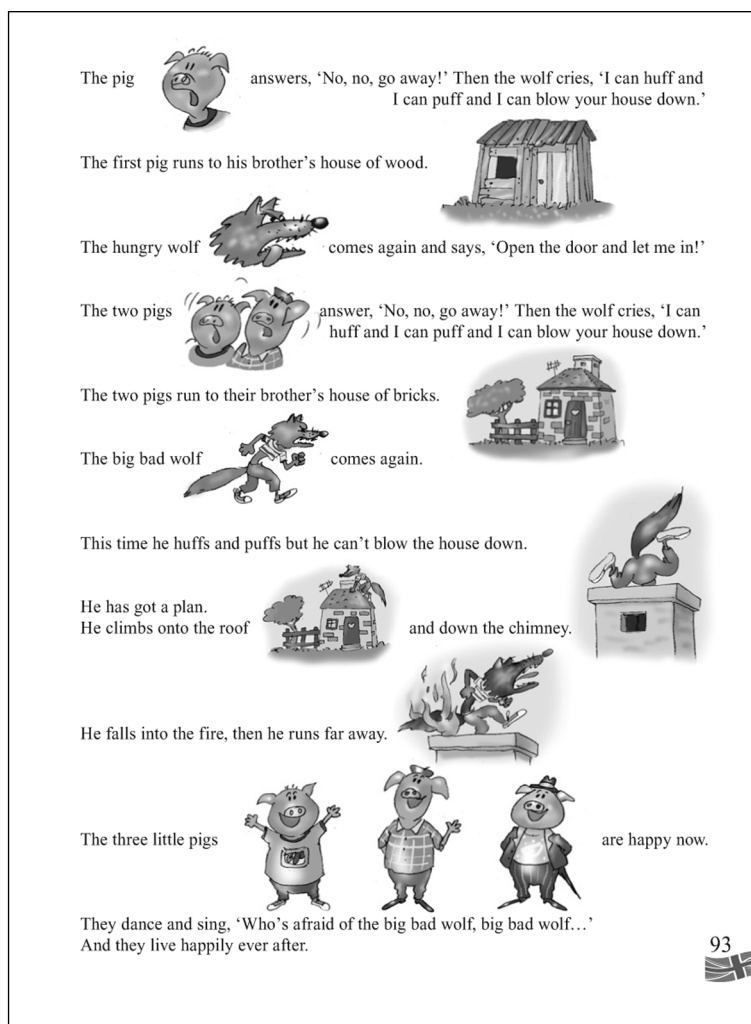 The pig answers, ‘No, no, go away!’ Then the wolf cries, ‘I can huff and
I can puff and I can blow your house down.’
The first pig runs to his brother’s house of wood.
The hungry wolf comes again and says, ‘Open the door and let me in!’
The two pigs answer, ‘No, no, go away!’ Then the wolf cries, ‘I can
huff and I can puff and I can blow your house down.’
The two pigs run to their brother’s house of bricks.
The big bad wolf comes again.
This time he huffs and puffs but he can’t blow the house down.
He has got a plan.
He climbs onto the roof and down the chimney.
He falls into the fire, then he runs far away.
The three little pigs are happy now.
They dance and sing, ‘Who’s afraid of the big bad wolf, big bad wolf…’
And they live happily ever after.
93